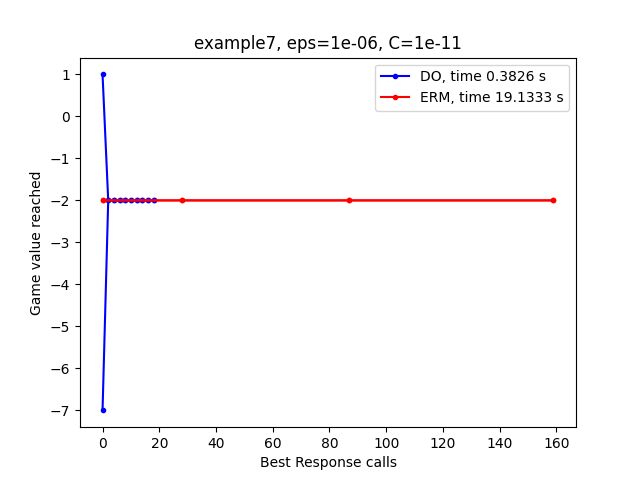 example7, eps=1e-06, C=1e-11
DO, time 0.3826 s
ERM, time 19.1333 s
Game value reached
1
0
−1
−2
−3
−4
−5
−6
−7
0 20 40 60 80 100 120 140 160
Best Response calls